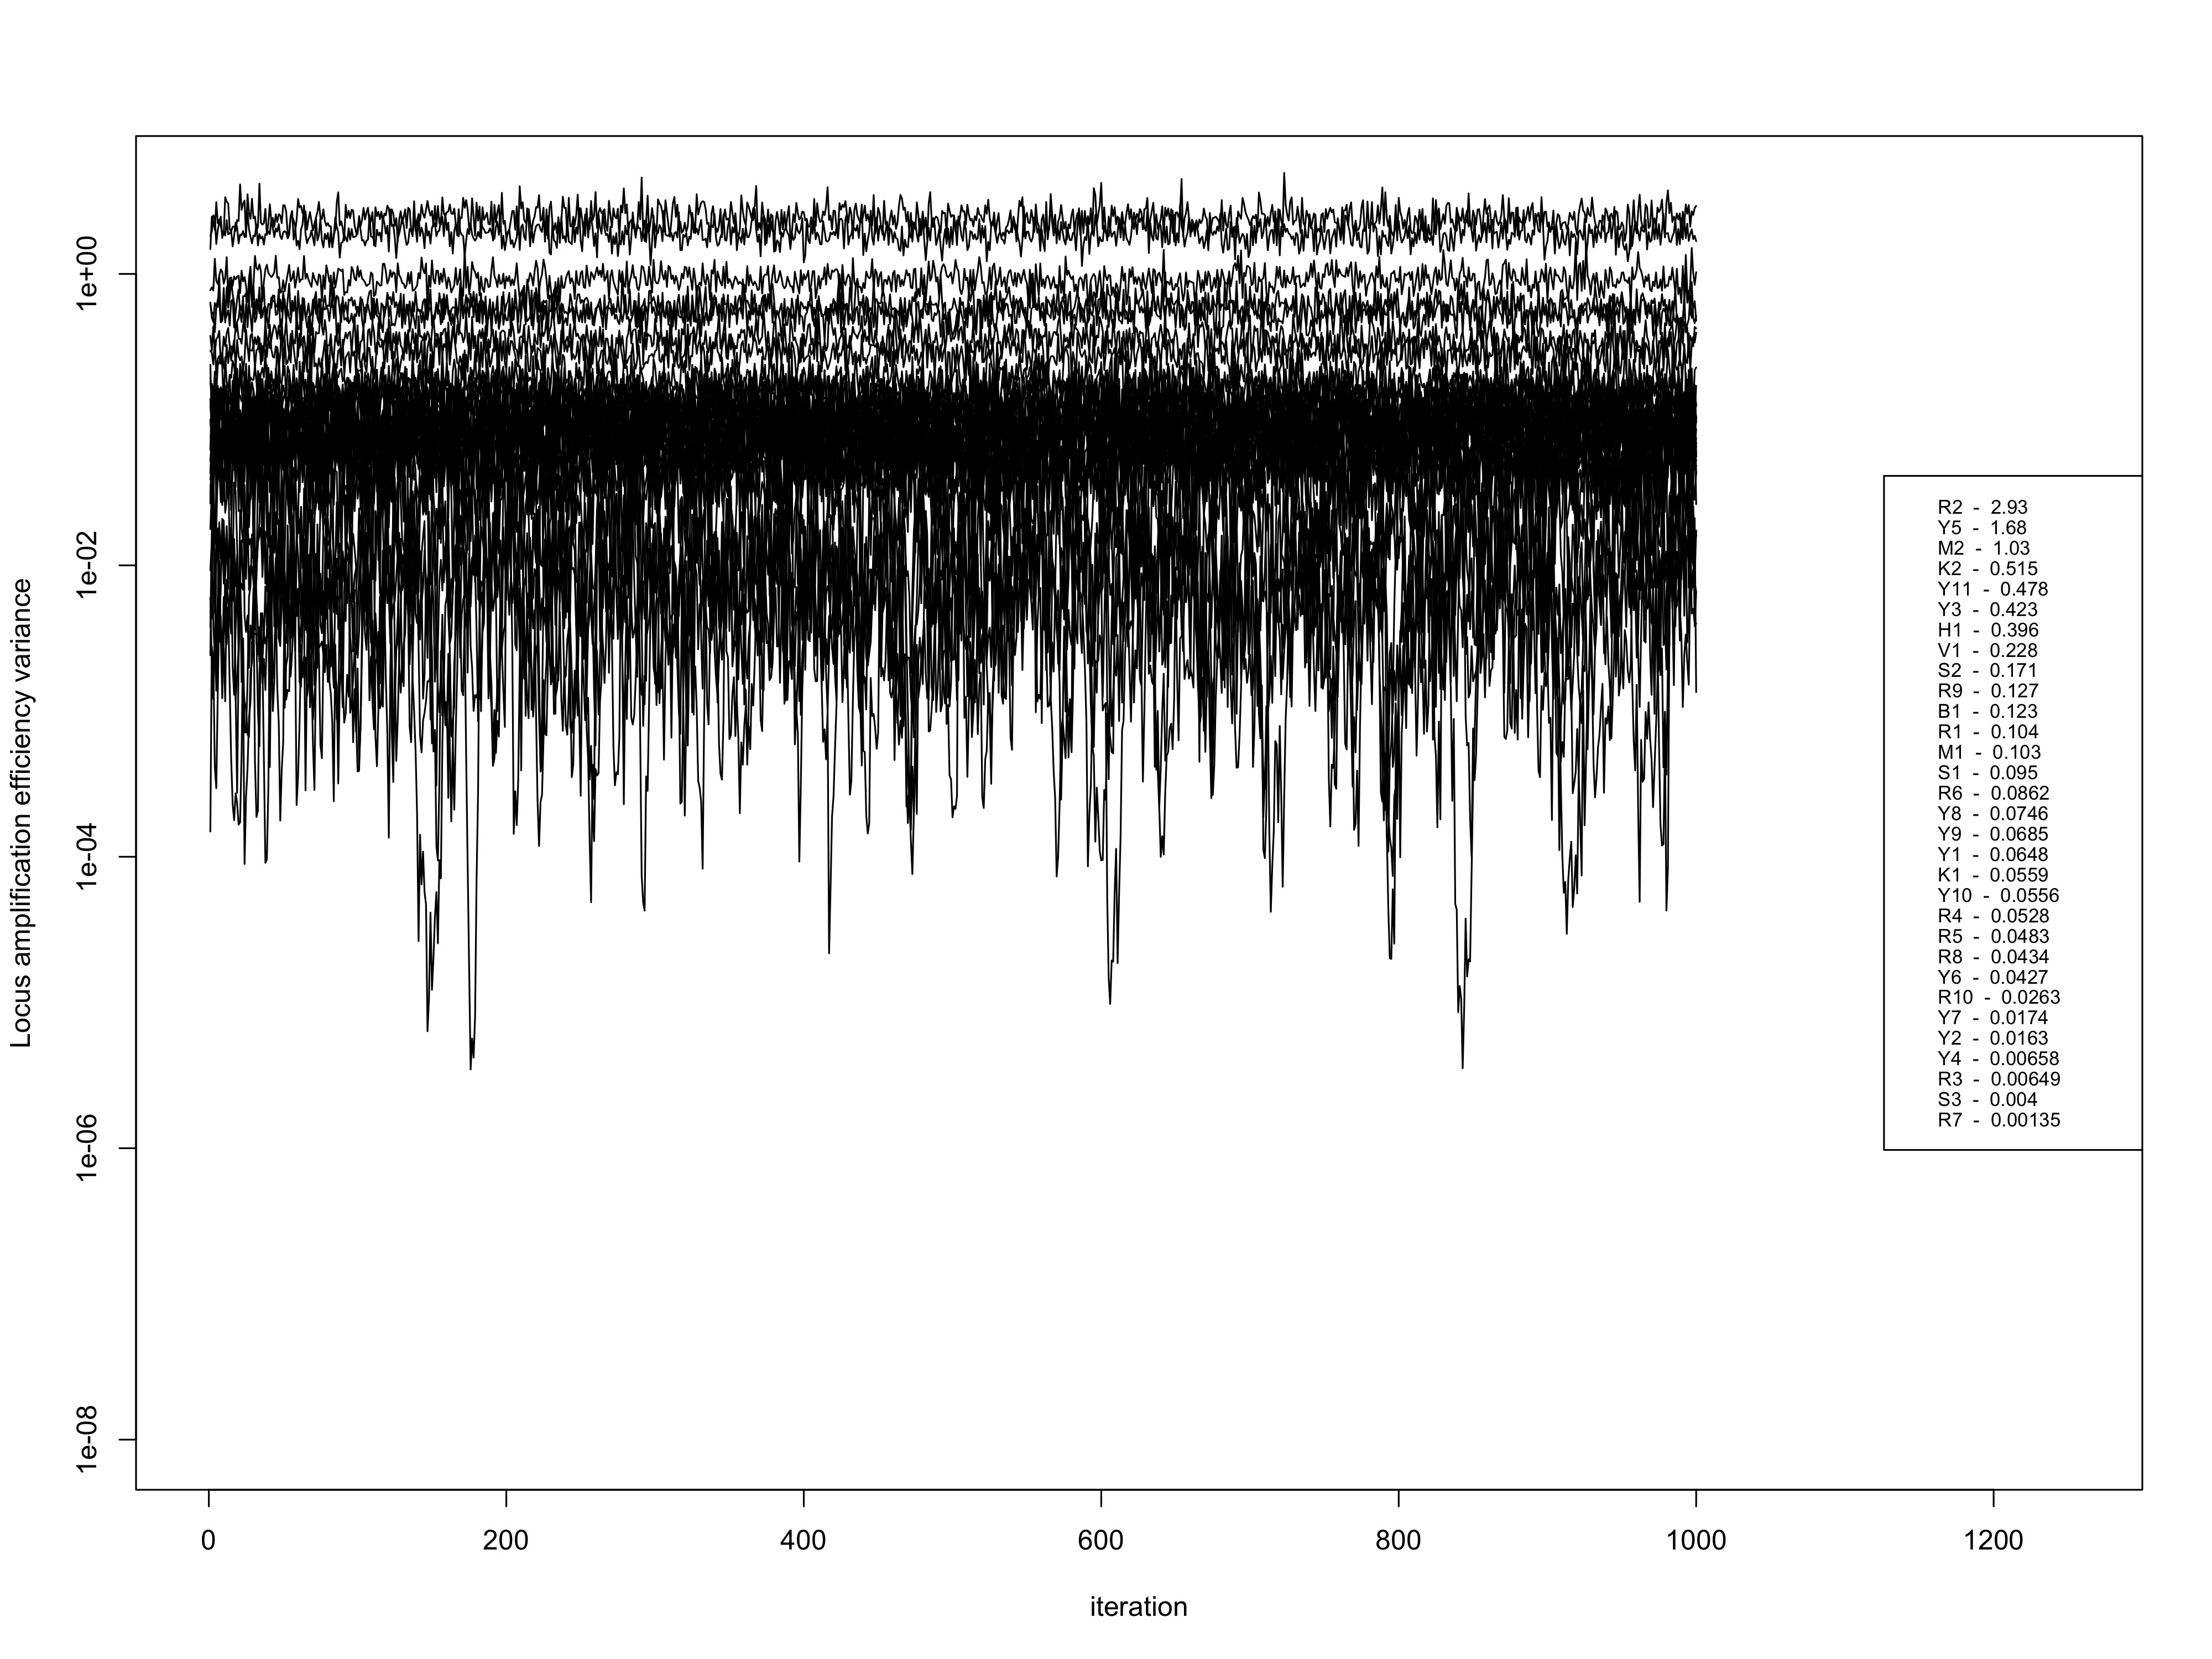 Locus amplification efficiency variance
1e+00
1e-02
1e-04
1e-06
1e-08
R2 - 2.93
Y5 - 1.68
M2 - 1.03
K2 - 0.515
Y11 - 0.478
Y3 - 0.423
H1 - 0.396
V1 - 0.228
S2 - 0.171
R9 - 0.127
B1 - 0.123
R1 - 0.104
M1 - 0.103
S1 - 0.095
R6 - 0.0862
Y8 - 0.0746
Y9 - 0.0685
Y1 - 0.0648
K1 - 0.0559
Y10 - 0.0556
R4 - 0.0528
R5 - 0.0483
R8 - 0.0434
Y6 - 0.0427
R10 - 0.0263
Y7 - 0.0174
Y2 - 0.0163
Y4 - 0.00658
R3 - 0.00649
S3 - 0.004
R7 - 0.00135
0 200 400 600 800 1000 1200
iteration